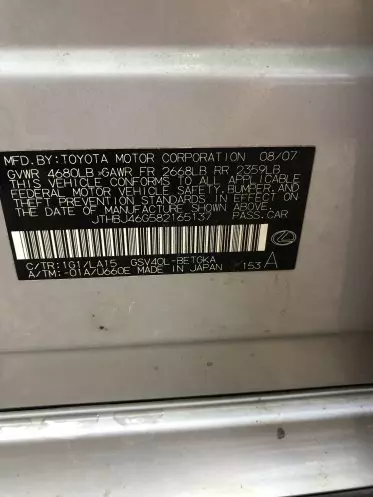 MFD. BY: TOYOTA MOTOR CORPORATION 08/07
GVWR 4680LB GAWR FR 2668LB RR 2359LB
THIS VEHICLE CONFORMS TO ALL APPLICABLE
FEDERAL MOTOR VEHICLE SAFETY, BUMPER, AND
THEFT PREVENTION STANDARDS IN EFFECT ON
THE DATE OF MANUFACTURE SHOWN ABOVE.
JTHBJ46G582165137 PASS. CAR
C/TR: 1G1/LA15 GSV40L-BETGKA
A/TM: -01A/U660E MADE IN JAPAN 153 A